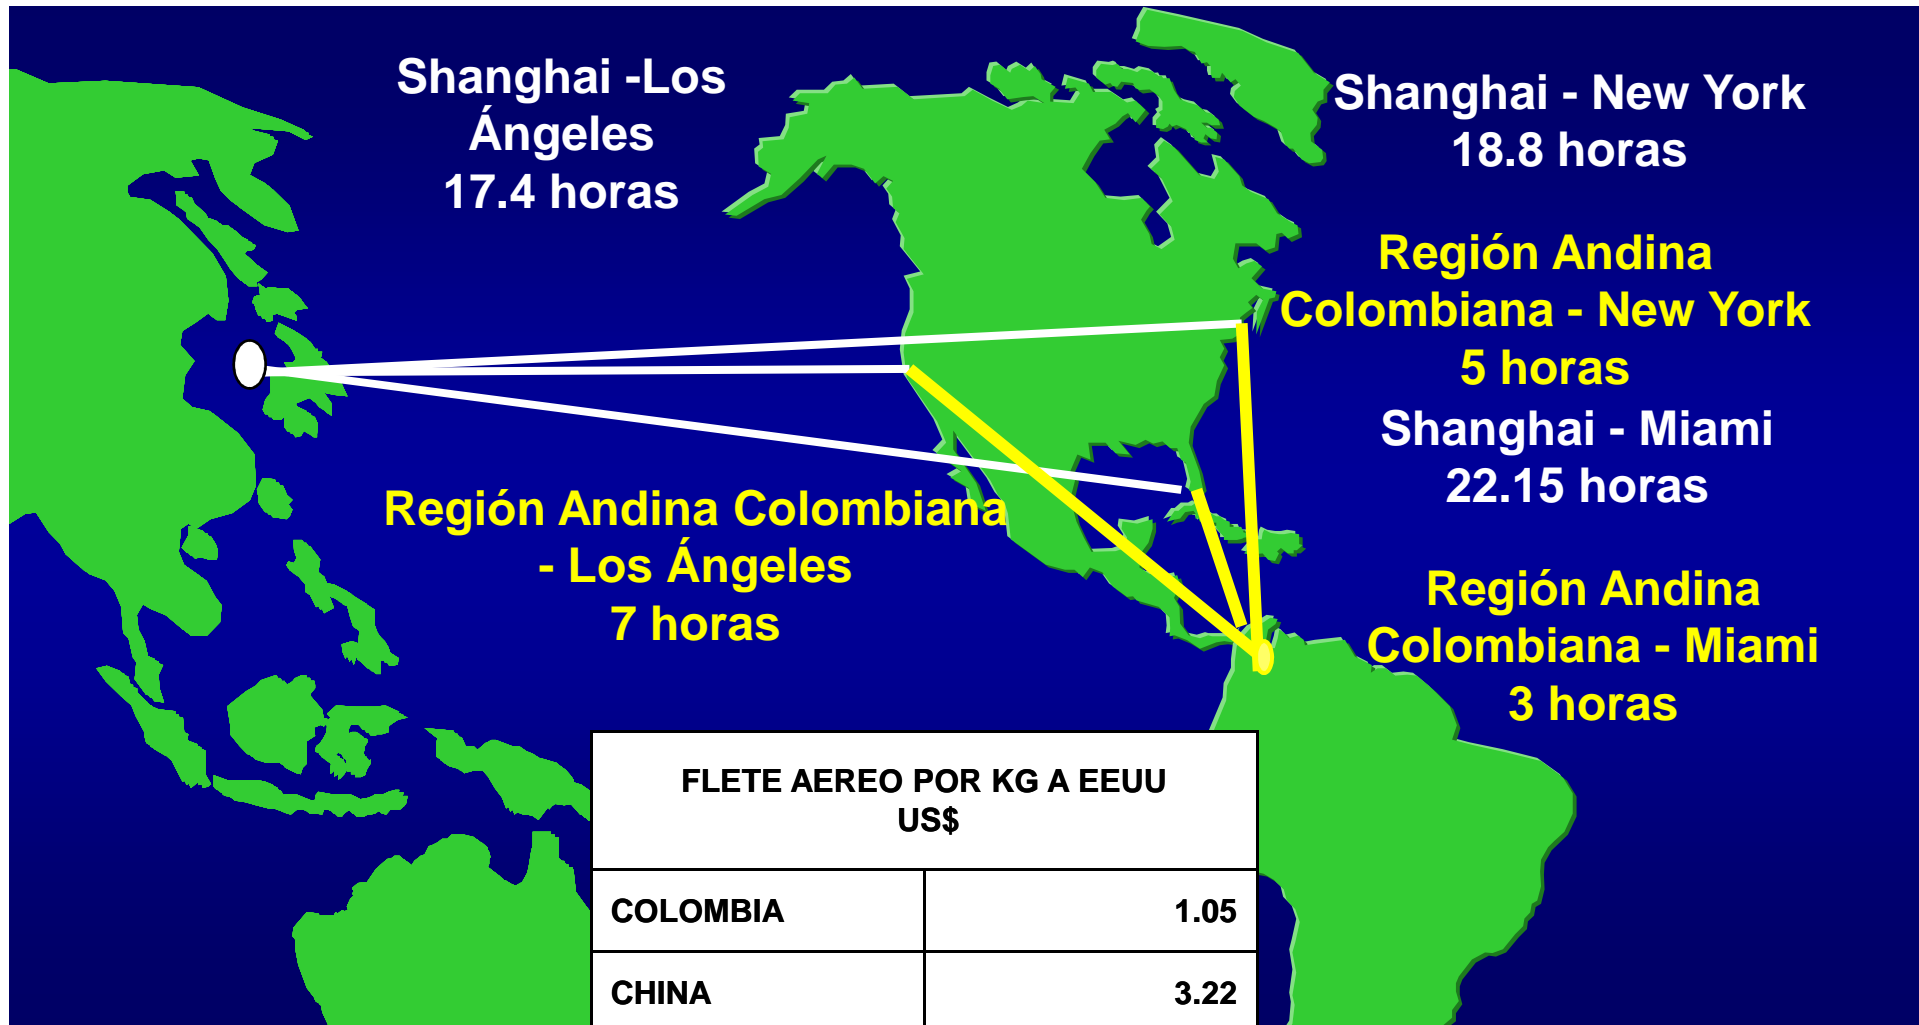 Shanghai -Los
Ángeles
17.4 horas
Shanghai - New York
18.8 horas
Región Andina
Colombiana - New York
5 horas
Shanghai - Miami
22.15 horas
Región Andina Colombiana
- Los Ángeles
7 horas
Región Andina
Colombiana - Miami
3 horas
FLETE AEREO POR KG A EEUU
US$
COLOMBIA 1.05
CHINA 3.22